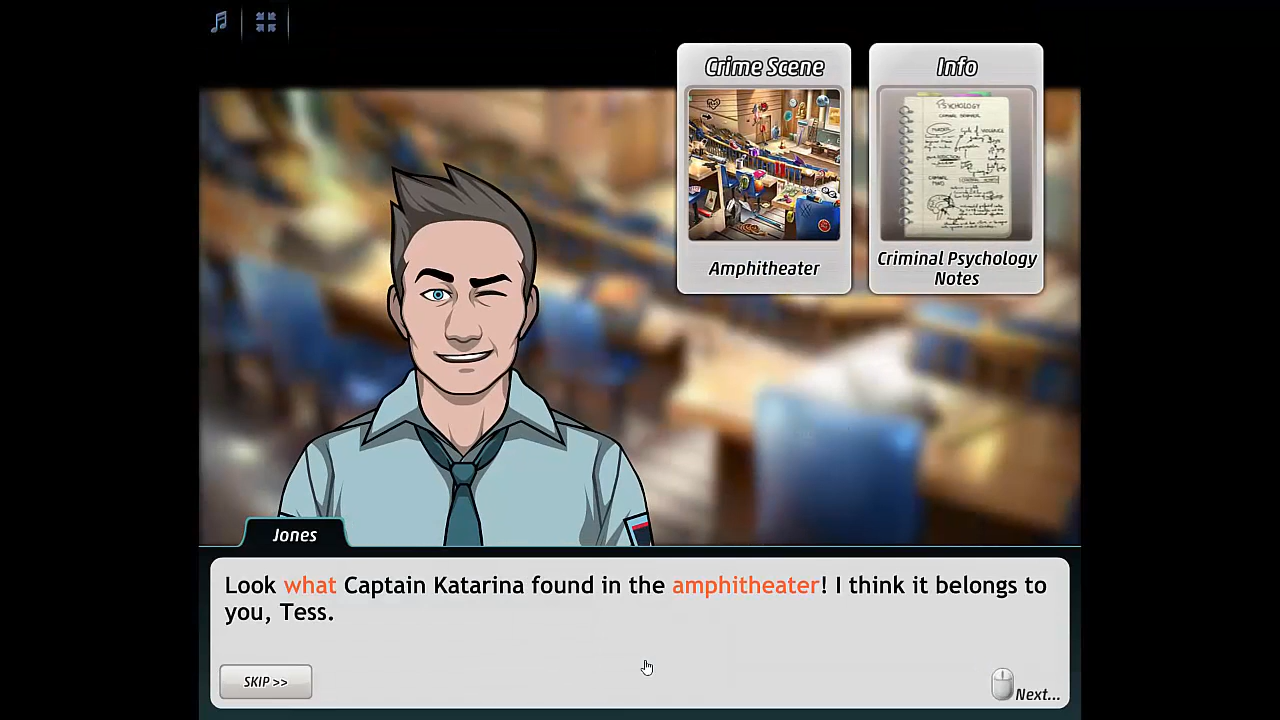 Crime Scene
Info
PSYCHOLOGY
Amphitheater
Criminal Psychology
Notes
Jones
Look what Captain Katarina found in the amphitheater! I think it belongs to
you, Tess.
SKIP >>
Next...